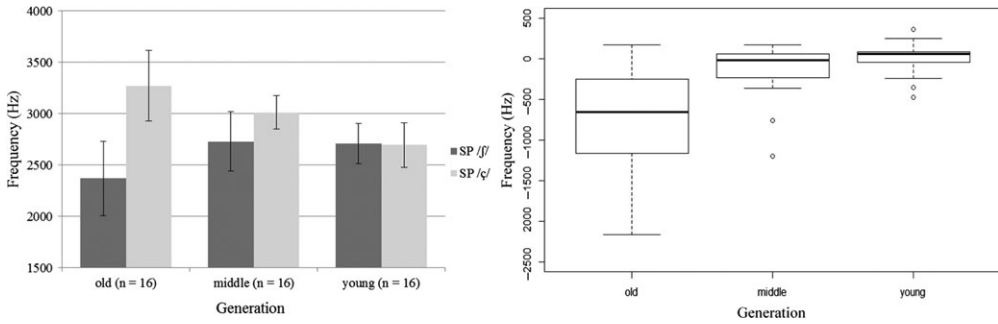 4000
3500
3000
2500
2000
1500
Frequency (Hz)
old (n = 16)
middle (n = 16)
young (n = 16)
Generation
SP /ʃ/
SP /ç/
500
0
−500
−1000
−1500
−2000
−2500
Frequency (Hz)
old
middle
young
Generation